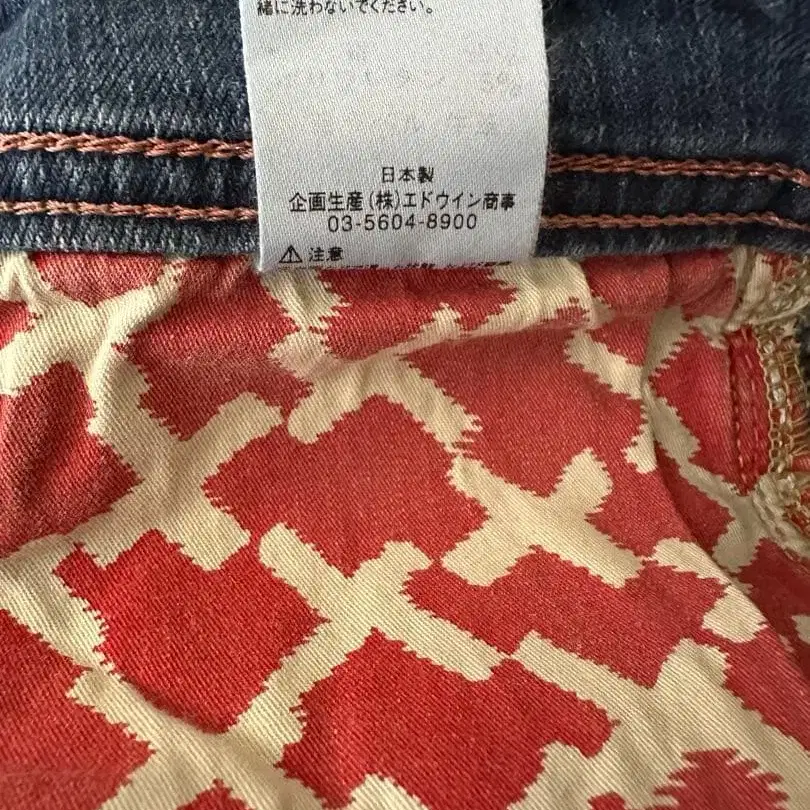 緒に洗わないでください。
日本製
企画生産(株)エドウイン商事
03-5604-8900
⚠注意